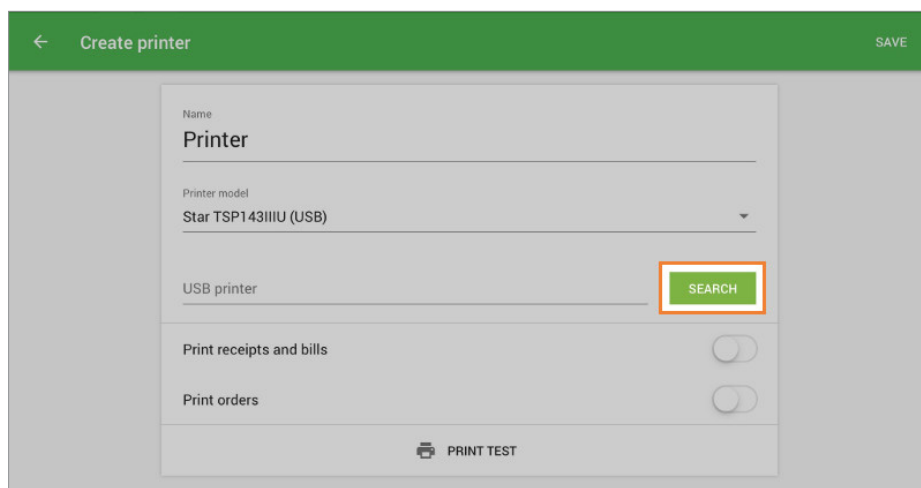 Create printer
SAVE
Name
Printer
Printer model
Star TSP143IIIU (USB)
USB printer
SEARCH
Print receipts and bills
Print orders
PRINT TEST